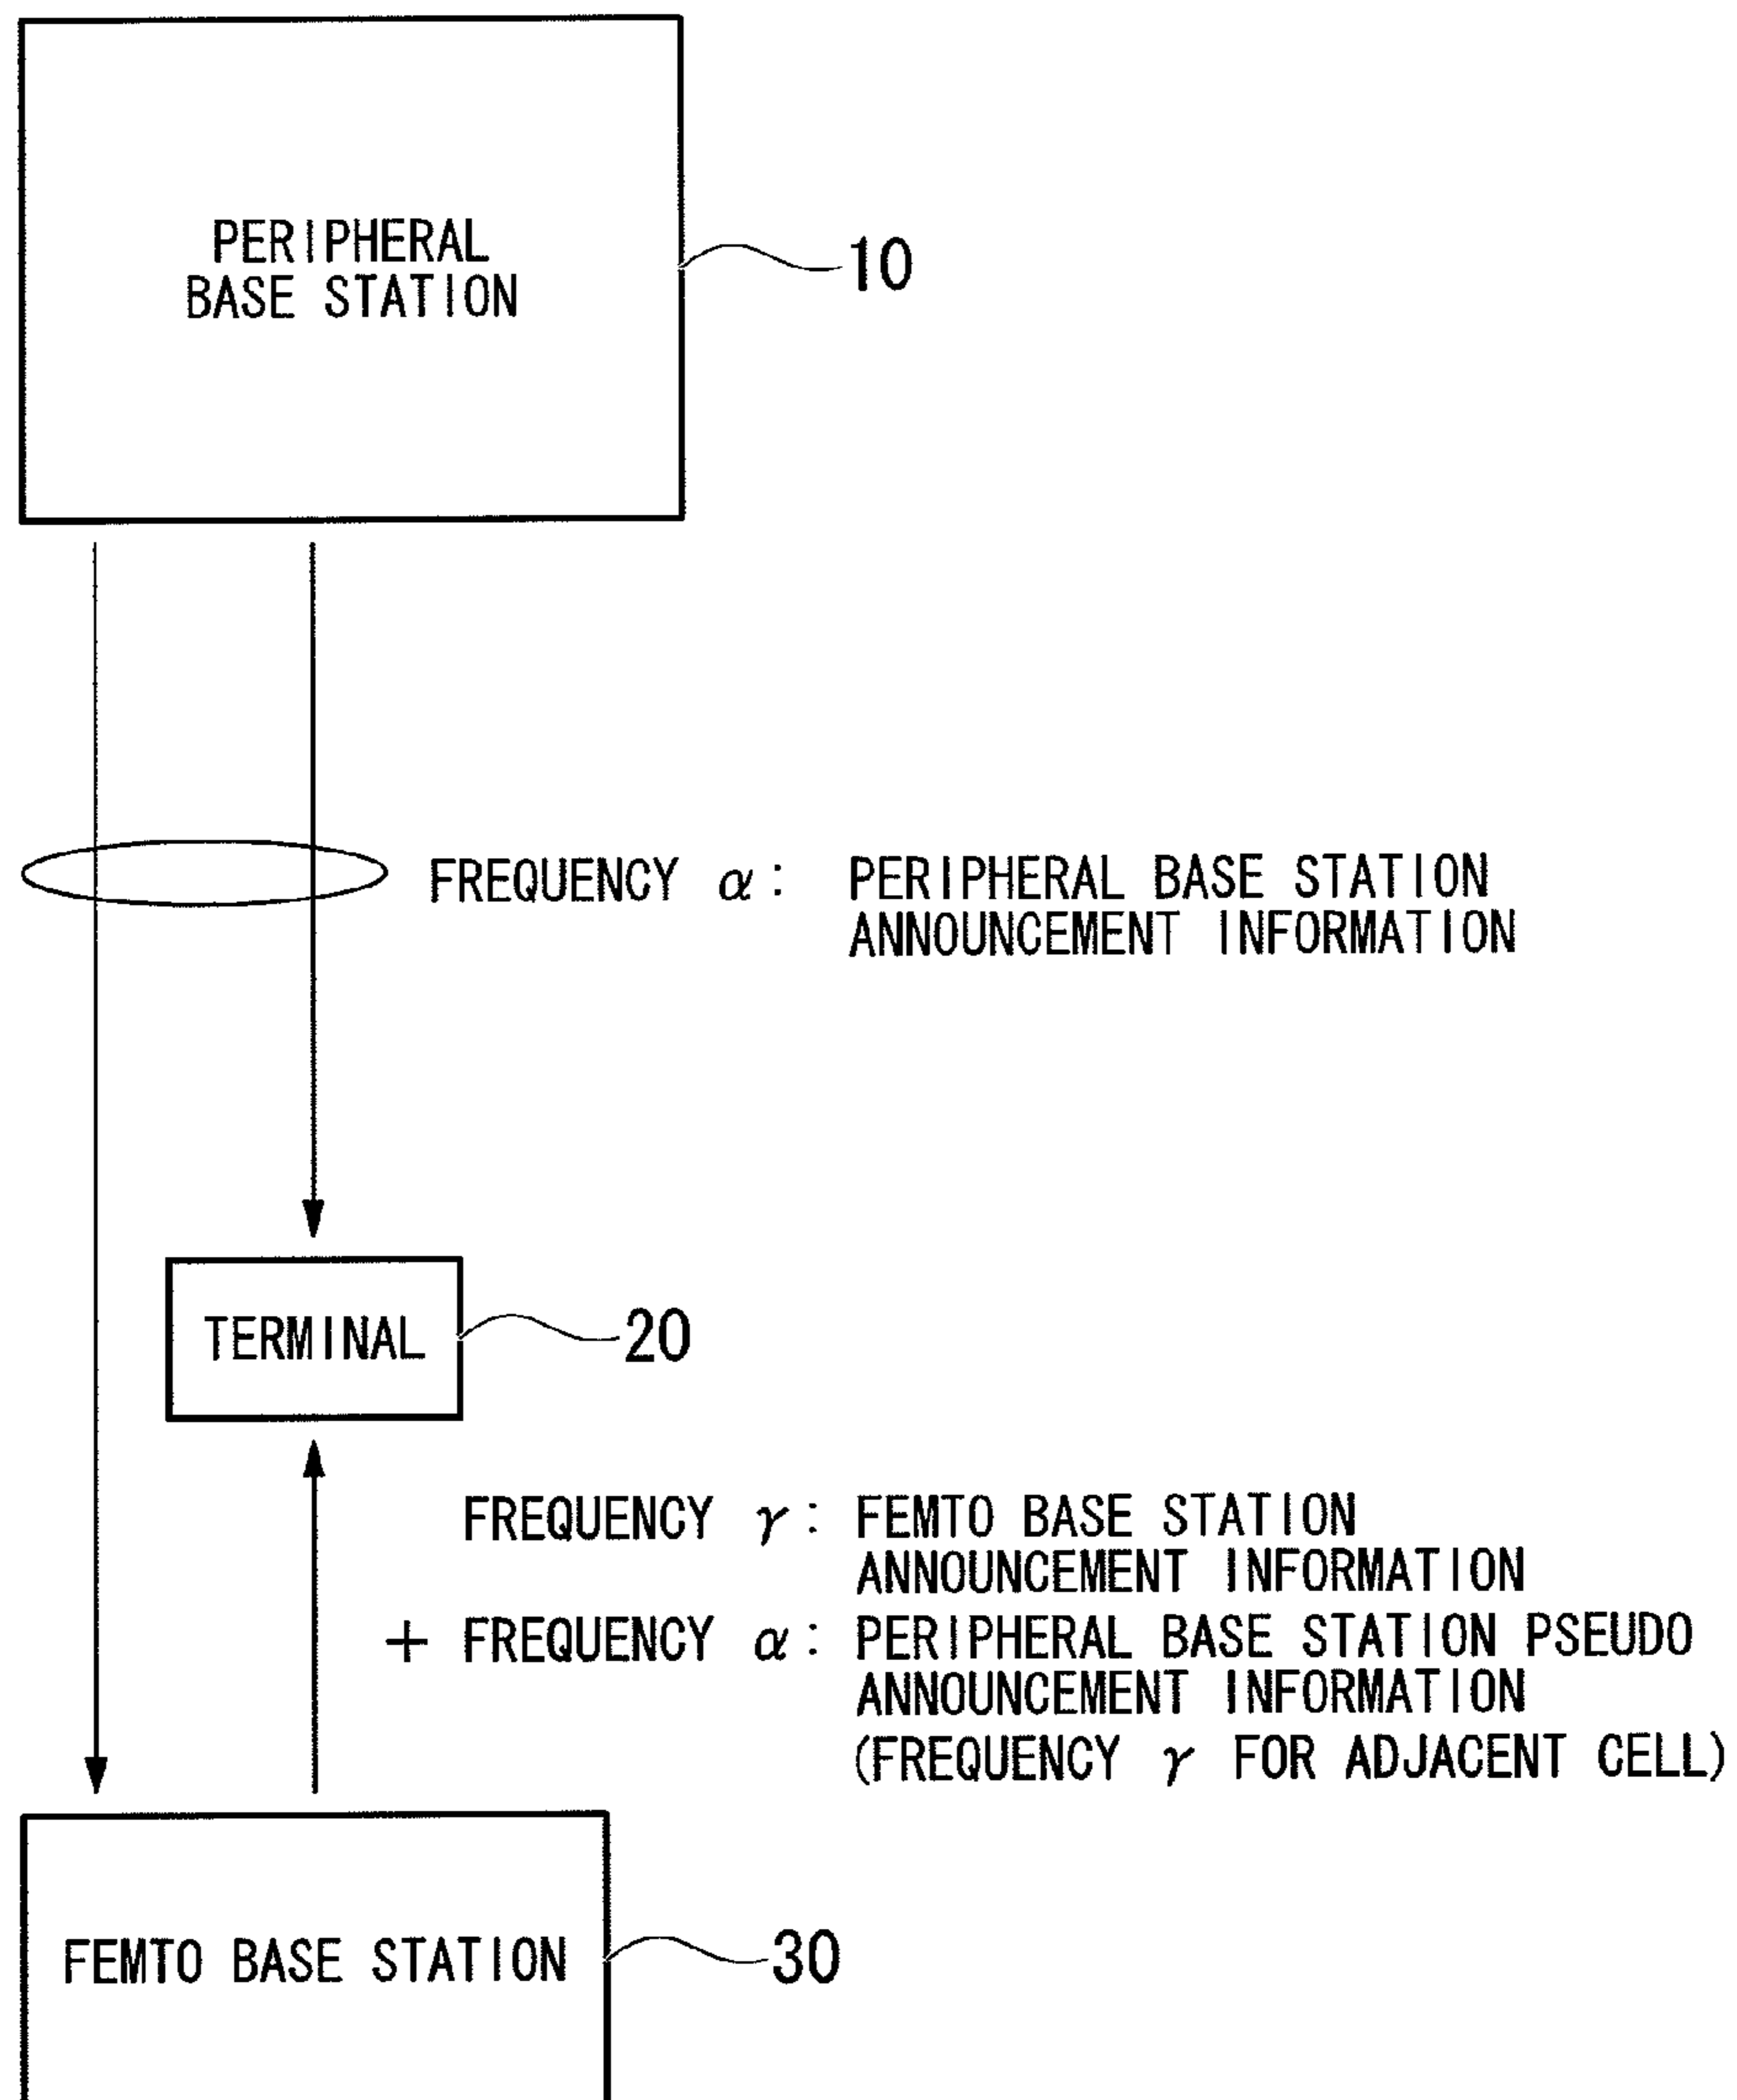 PERIPHERAL
BASE STATION
10
FREQUENCY α: PERIPHERAL BASE STATION
ANNOUNCEMENT INFORMATION
TERMINAL
20
FREQUENCY γ: FEMTO BASE STATION
ANNOUNCEMENT INFORMATION
+ FREQUENCY α: PERIPHERAL BASE STATION PSEUDO
ANNOUNCEMENT INFORMATION
(FREQUENCY γ FOR ADJACENT CELL)
FEMTO BASE STATION
30